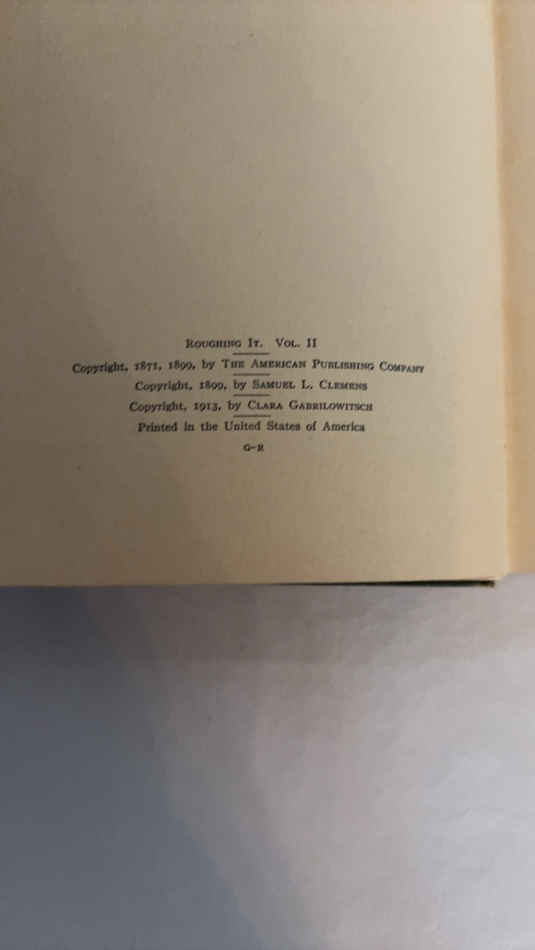 Roughing It. Vol. II
Copyright, 1871, 1899, by The American Publishing Company
Copyright, 1899, by Samuel L. Clemens
Copyright, 1913, by Clara Gabrilowitsch
Printed in the United States of America
G-R